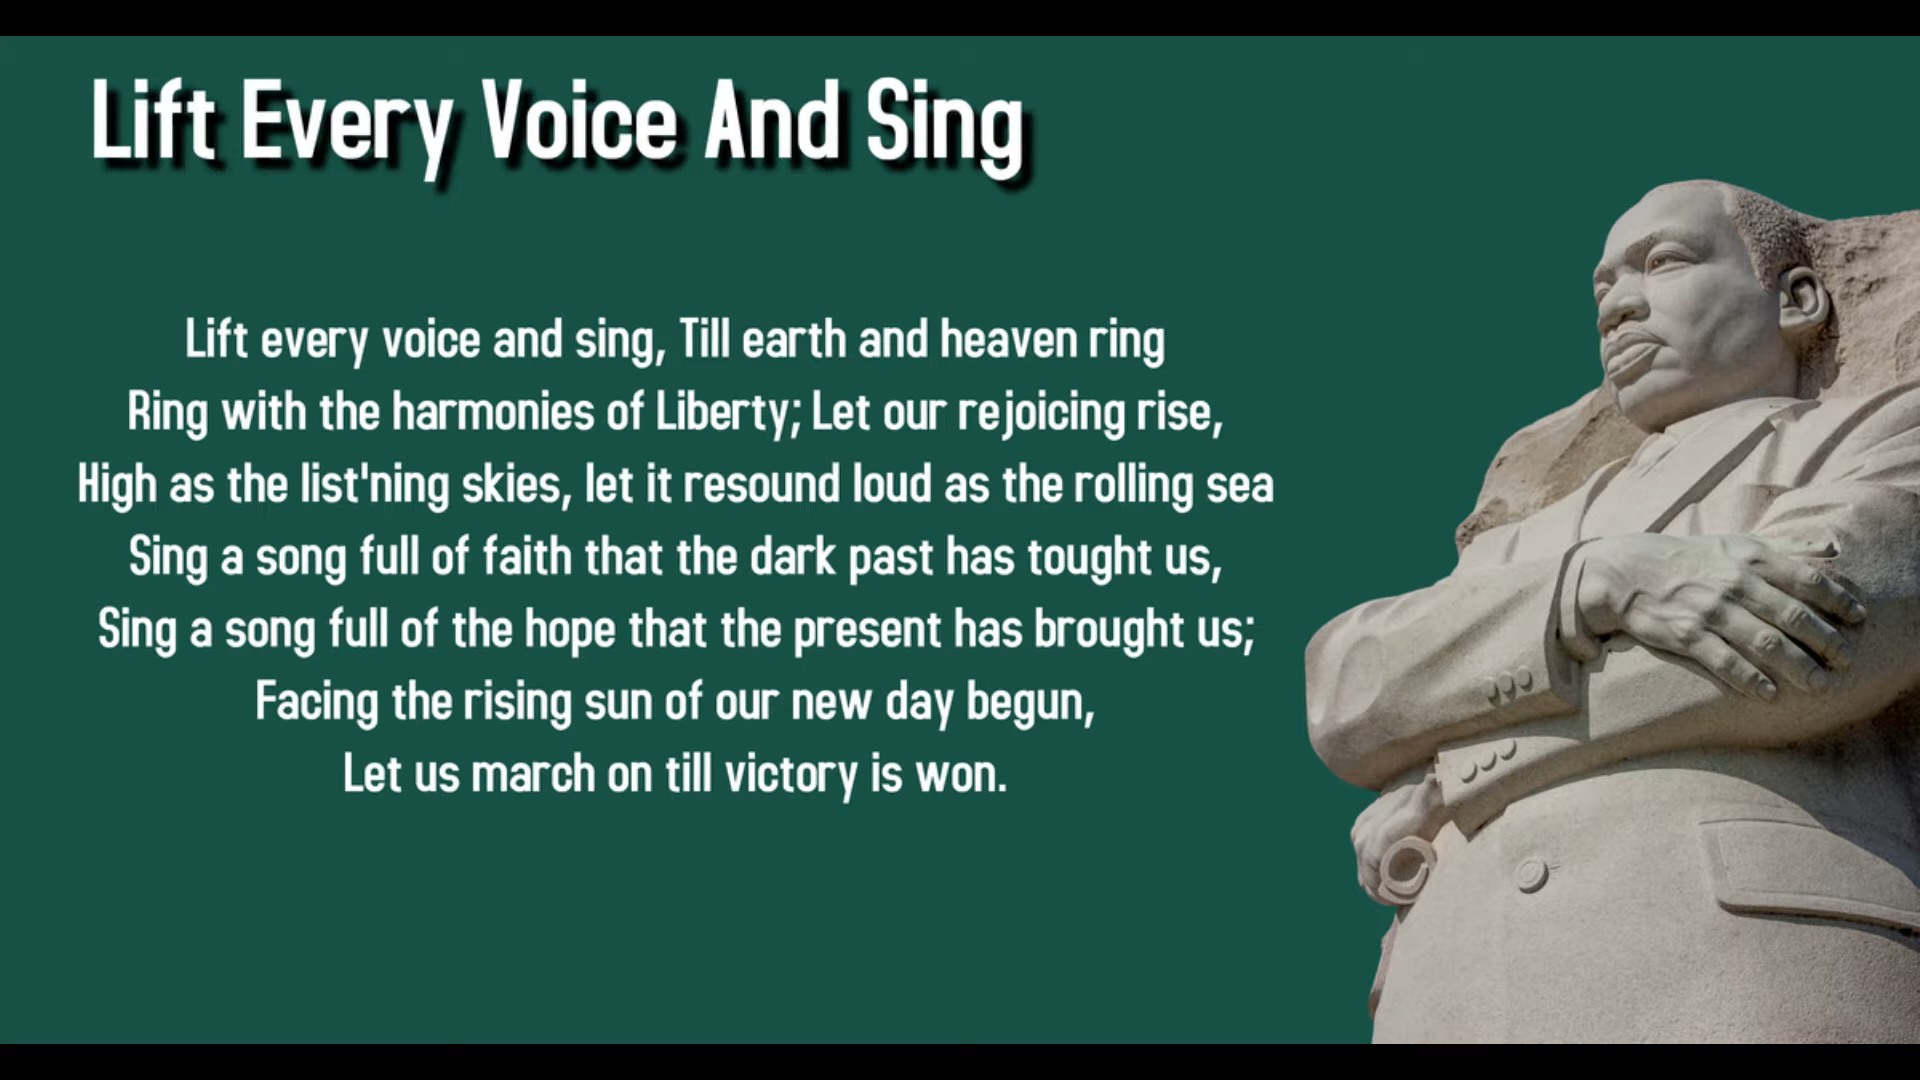 Lift Every Voice And Sing
Lift every voice and sing, Till earth and heaven ring
Ring with the harmonies of Liberty; Let our rejoicing rise,
High as the list'ning skies, let it resound loud as the rolling sea
Sing a song full of faith that the dark past has tought us,
Sing a song full of the hope that the present has brought us;
Facing the rising sun of our new day begun,
Let us march on till victory is won.